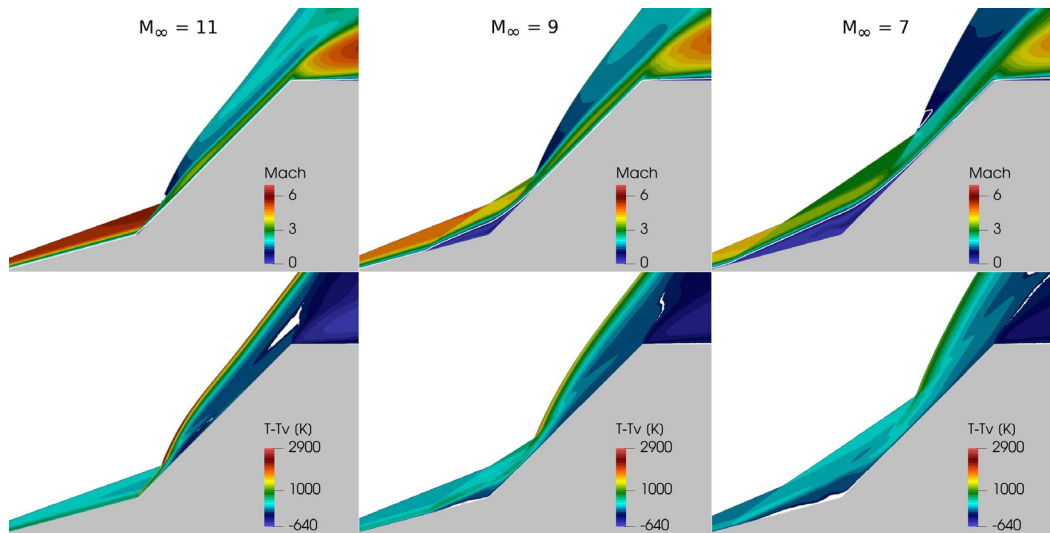 M∞ = 11
M∞ = 9
M∞ = 7
Mach
6
3
0
Mach
6
3
0
Mach
6
3
0
T-Tv (K)
2900
1000
-640
T-Tv (K)
2900
1000
-640
T-Tv (K)
2900
1000
-640